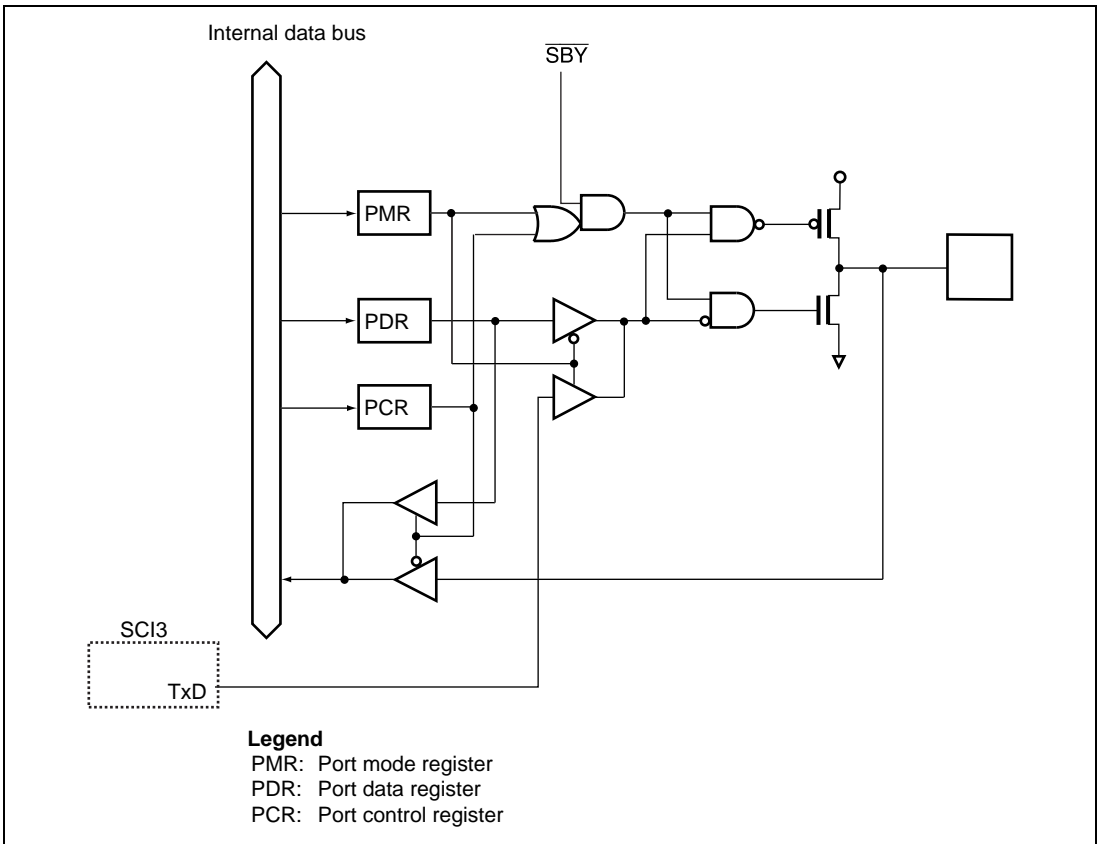 Internal data bus
S̅B̅Y̅
PMR
PDR
PCR
SCI3
TxD
Legend
PMR: Port mode register
PDR: Port data register
PCR: Port control register